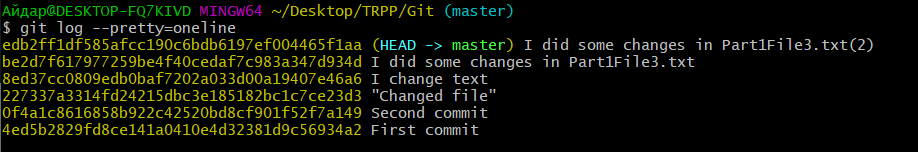 Айдар@DESKTOP-FQ7KIVD MINGW64 ~/Desktop/TRPP/Git (master)
$ git log --pretty=oneline
edb2ff1df585afcc190c6bdb6197ef004465f1aa (HEAD -> master) I did some changes in Part1File3.txt(2)
be2d7f617977259be4f40cedaf7c983a347d934d I did some changes in Part1File3.txt
8ed37cc0809edb0baf7202a033d00a19407e46a6 I change text
227337a3314fd24215dbc3e185182bc1c7ce23d3 "Changed file"
0f4a1c8616858b922c42520bd8cf901f52f7a149 Second commit
4ed5b2829fd8ce141a0410e4d32381d9c56934a2 First commit